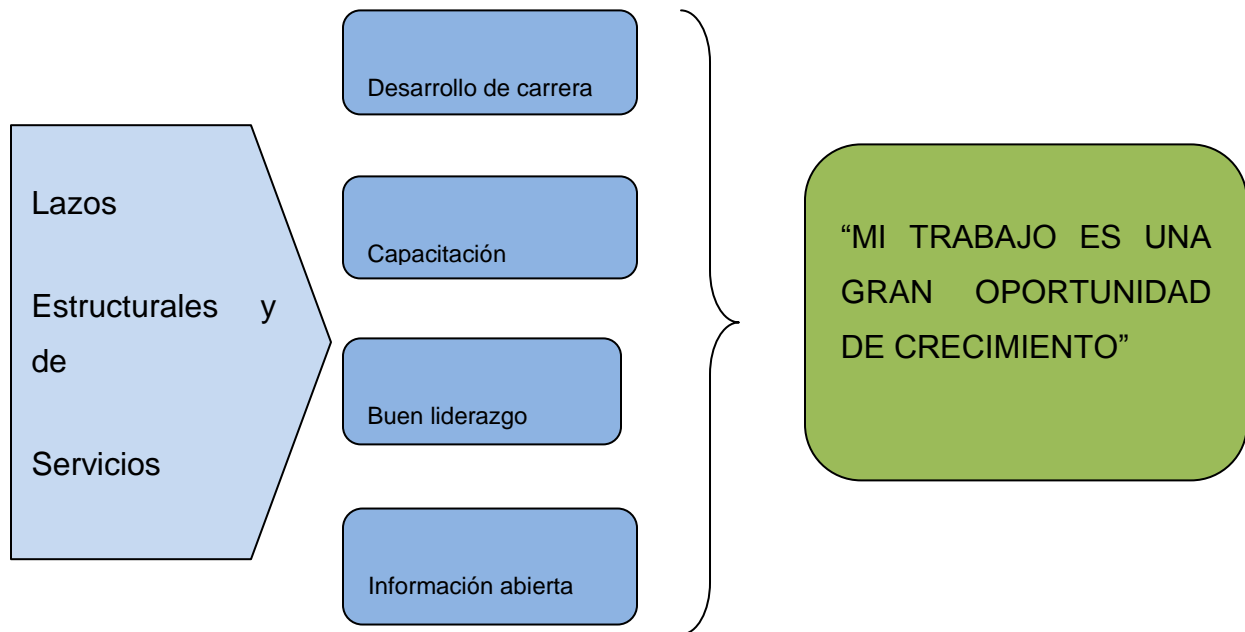 Lazos
Estructurales y
de
Servicios
Desarrollo de carrera
Capacitación
Buen liderazgo
Información abierta
“MI TRABAJO ES UNA
GRAN OPORTUNIDAD
DE CRECIMIENTO”